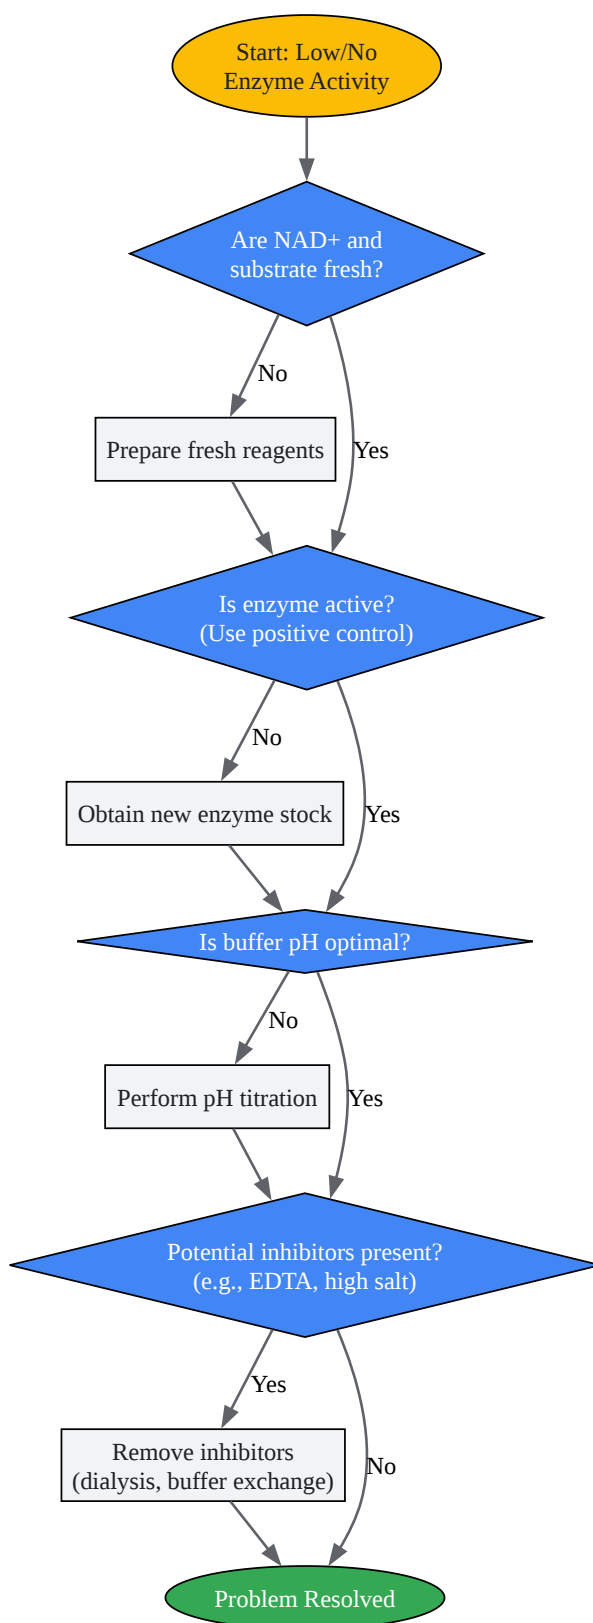 Start: Low/No
Enzyme Activity
Are NAD+ and
substrate fresh?
No
Prepare fresh reagents
Yes
Is enzyme active?
(Use positive control)
No
Obtain new enzyme stock
Yes
Is buffer pH optimal?
No
Perform pH titration
Yes
Potential inhibitors present?
(e.g., EDTA, high salt)
Yes
Remove inhibitors
(dialysis, buffer exchange)
No
Problem Resolved